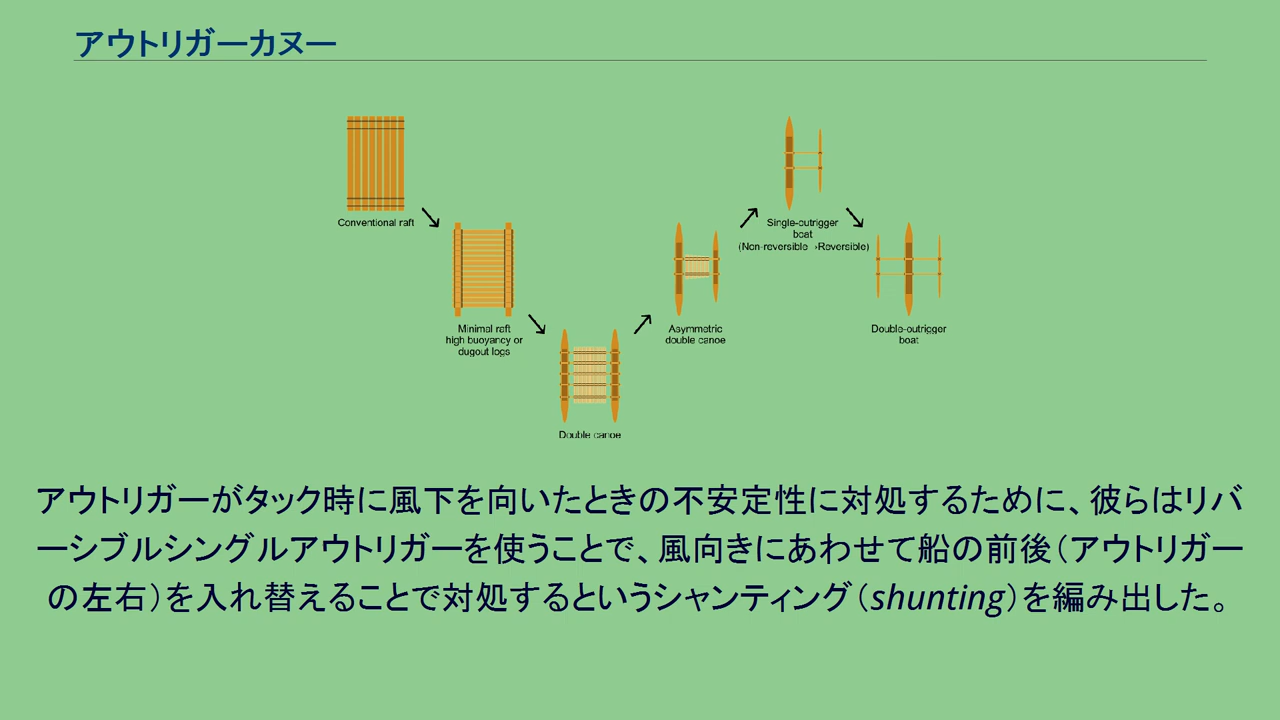 アウトリガーカヌー
Conventional raft
Minimal raft
high buoyancy or
dugout logs
Double canoe
Asymmetric
double canoe
Single-outrigger
boat
(Non-reversible→Reversible)
Double-outrigger
boat
アウトリガーがタック時に風下を向いたときの不安定性に対処するために、彼らはリバ
ーシブルシングルアウトリガーを使うことで、風向きにあわせて船の前後（アウトリガー
の左右）を入れ替えることで対処するというシャンティング（shunting）を編み出した。